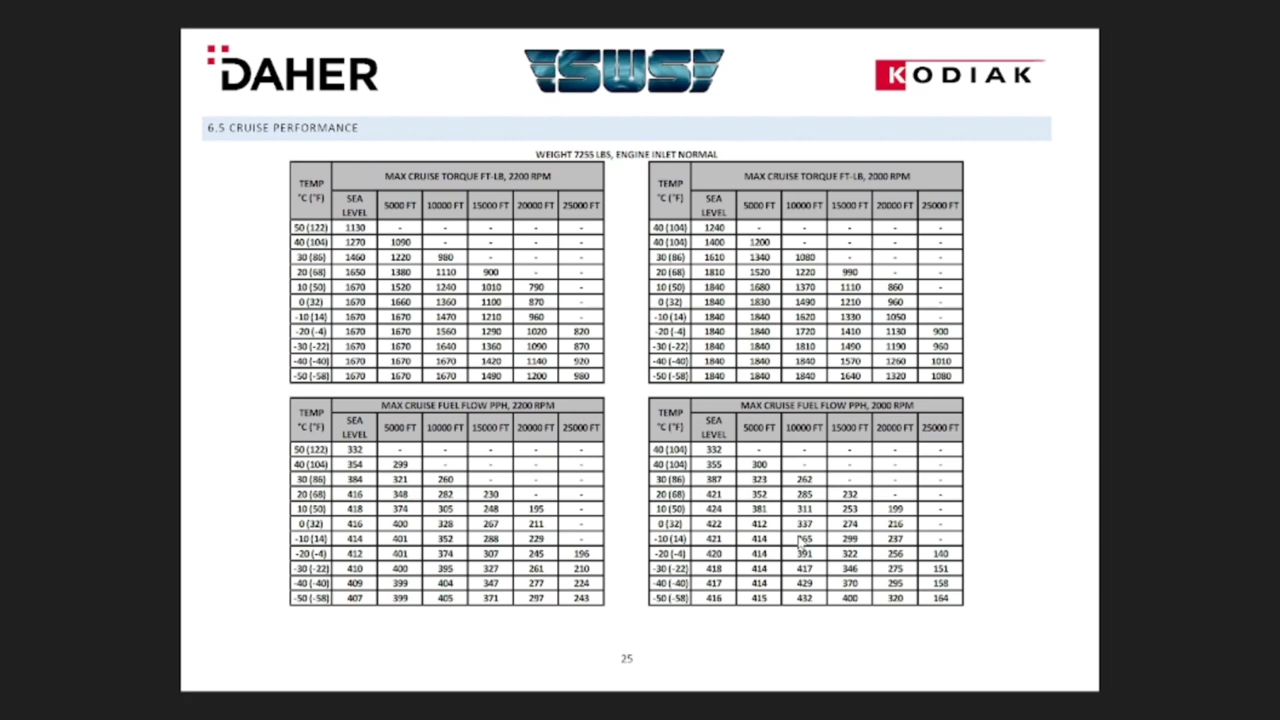 DAHER
SWS
KODIAK
6.5 CRUISE PERFORMANCE
WEIGHT 7255 LBS, ENGINE INLET NORMAL
TEMP °C (°F) MAX CRUISE TORQUE FT-LB, 2200 RPM
SEA LEVEL 5000 FT 10000 FT 15000 FT 20000 FT 25000 FT
50 (122) 1130 - - - - -
40 (104) 1270 1090 - - - -
30 (86) 1460 1220 980 - - -
20 (68) 1650 1380 1110 900 - -
10 (50) 1670 1520 1240 1010 790 -
0 (32) 1670 1660 1360 1100 870 -
-10 (14) 1670 1670 1470 1210 960 -
-20 (-4) 1670 1670 1560 1290 1020 820
-30 (-22) 1670 1670 1640 1360 1090 870
-40 (-40) 1670 1670 1670 1420 1140 920
-50 (-58) 1670 1670 1670 1490 1200 980
TEMP °C (°F) MAX CRUISE TORQUE FT-LB, 2000 RPM
SEA LEVEL 5000 FT 10000 FT 15000 FT 20000 FT 25000 FT
40 (104) 1240 - - - - -
40 (104) 1400 1200 - - - -
30 (86) 1610 1340 1080 - - -
20 (68) 1810 1520 1220 990 - -
10 (50) 1840 1680 1370 1110 860 -
0 (32) 1840 1830 1490 1210 960 -
-10 (14) 1840 1840 1620 1330 1050 -
-20 (-4) 1840 1840 1720 1410 1130 900
-30 (-22) 1840 1840 1810 1490 1190 960
-40 (-40) 1840 1840 1840 1570 1260 1010
-50 (-58) 1840 1840 1840 1640 1320 1080
TEMP °C (°F) MAX CRUISE FUEL FLOW PPH, 2200 RPM
SEA LEVEL 5000 FT 10000 FT 15000 FT 20000 FT 25000 FT
50 (122) 332 - - - - -
40 (104) 354 299 - - - -
30 (86) 384 321 260 - - -
20 (68) 416 348 282 230 - -
10 (50) 418 374 305 248 195 -
0 (32) 416 400 328 267 211 -
-10 (14) 414 401 352 288 229 -
-20 (-4) 412 401 374 307 245 196
-30 (-22) 410 400 395 327 261 210
-40 (-40) 409 399 404 347 277 224
-50 (-58) 407 399 405 371 297 243
TEMP °C (°F) MAX CRUISE FUEL FLOW PPH, 2000 RPM
SEA LEVEL 5000 FT 10000 FT 15000 FT 20000 FT 25000 FT
40 (104) 332 - - - - -
40 (104) 355 300 - - - -
30 (86) 387 323 262 - - -
20 (68) 421 352 285 232 - -
10 (50) 424 381 311 253 199 -
0 (32) 422 412 337 274 216 -
-10 (14) 421 414 299 237 -
-20 (-4) 420 414 391 322 256 140
-30 (-22) 418 414 417 346 275 151
-40 (-40) 417 414 429 370 295 158
-50 (-58) 416 415 432 400 320 164
25